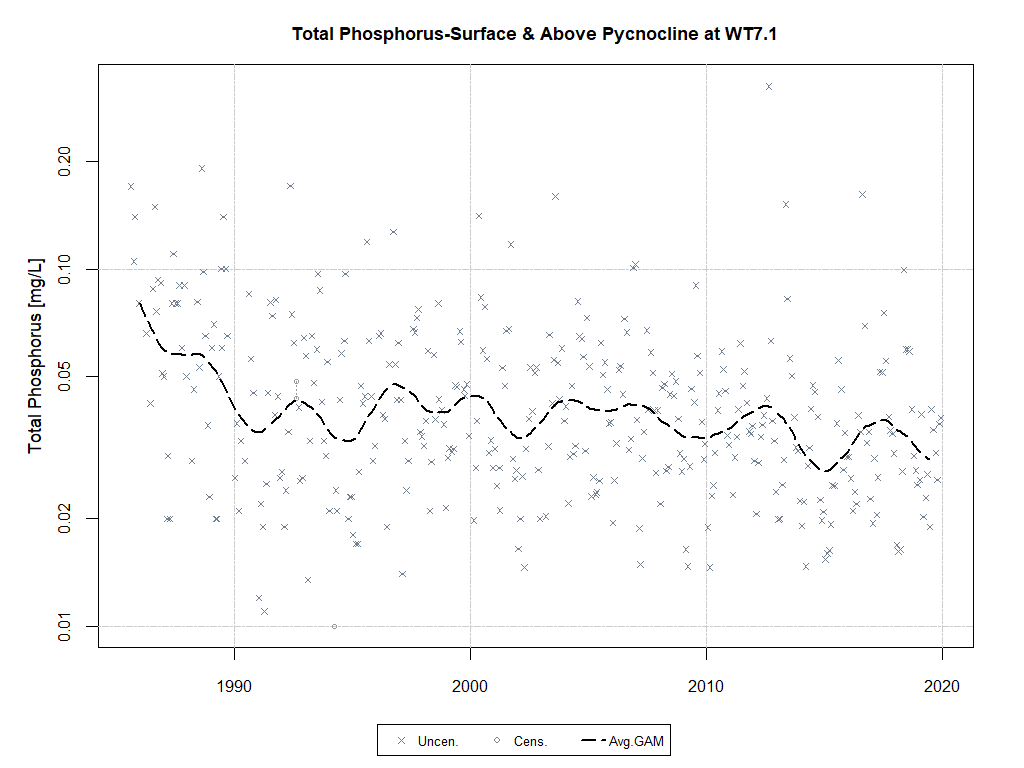 Total Phosphorus-Surface & Above Pycnocline at WT7.1
Total Phosphorus [mg/L]
0.20
0.10
0.05
0.02
0.01
1990 2000 2010 2020
Uncen. Cens. Avg.GAM